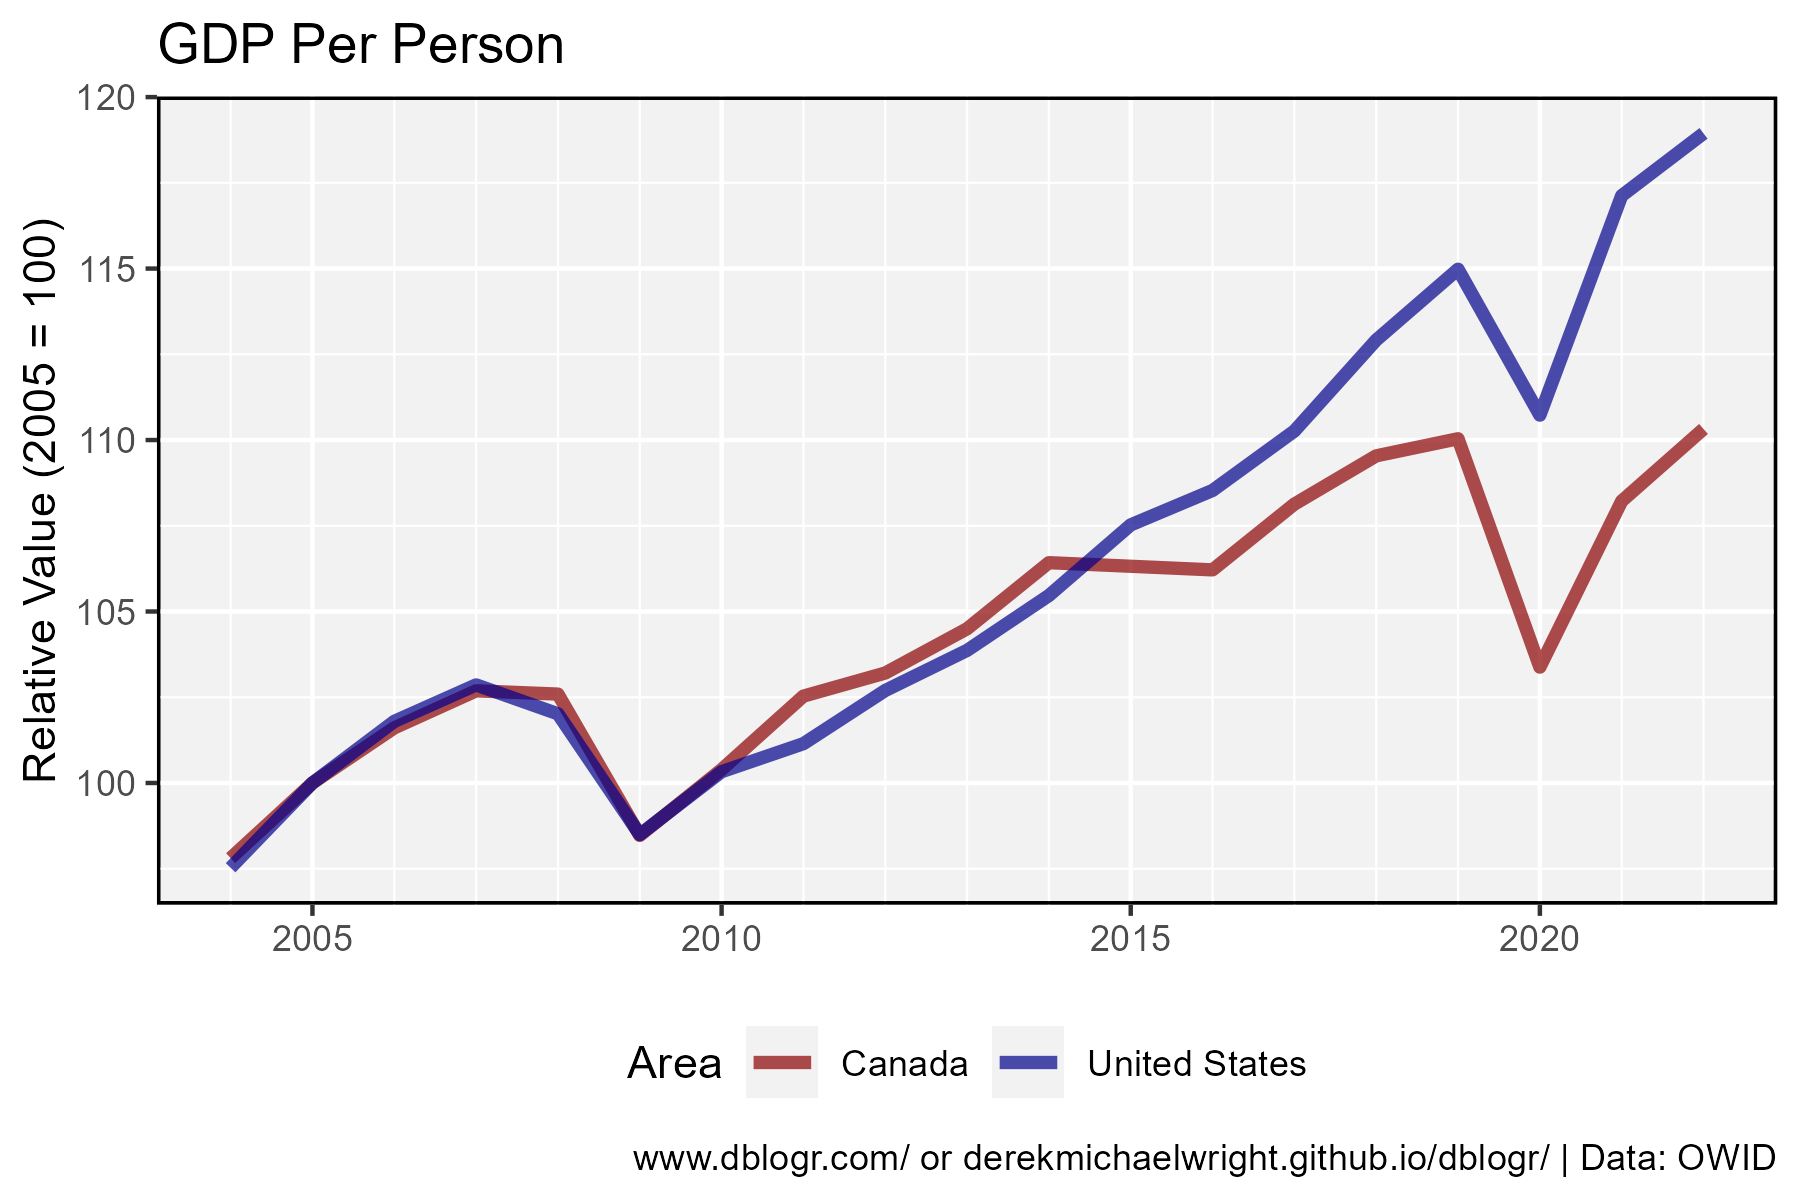 GDP Per Person
Relative Value (2005 = 100)
120
115
110
105
100
2005 2010 2015 2020
Area Canada United States
www.dblogr.com/ or derekmichaelwright.github.io/dblogr/ | Data: OWID